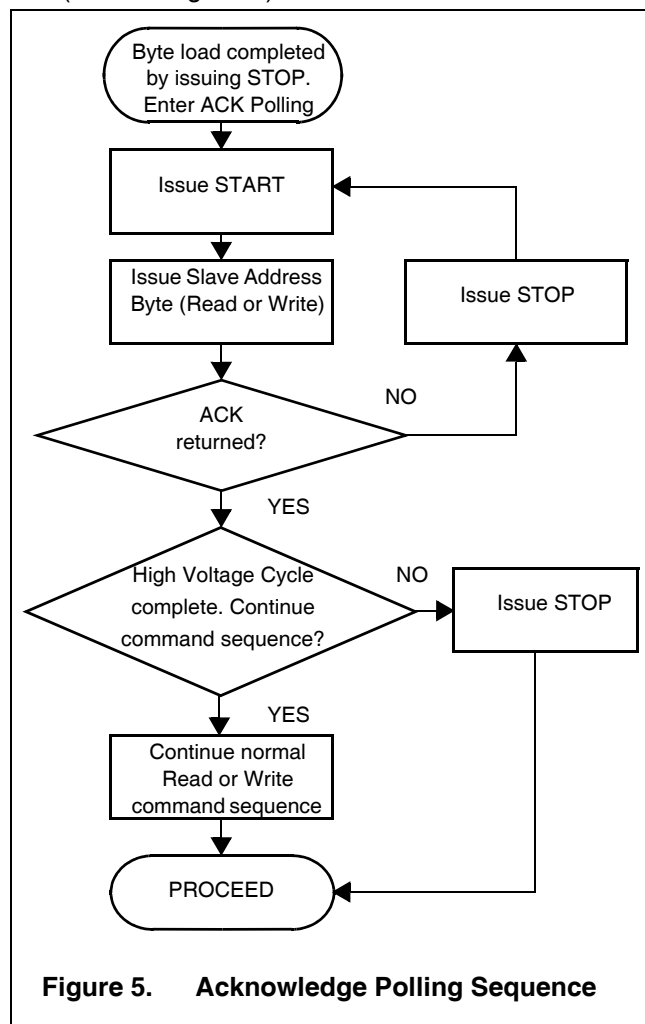 Byte load completed
by issuing STOP.
Enter ACK Polling
Issue START
Issue Slave Address
Byte (Read or Write)
Issue STOP
ACK
returned?
NO
YES
High Voltage Cycle
complete. Continue
command sequence?
NO
Issue STOP
YES
Continue normal
Read or Write
command sequence
PROCEED
Figure 5. Acknowledge Polling Sequence